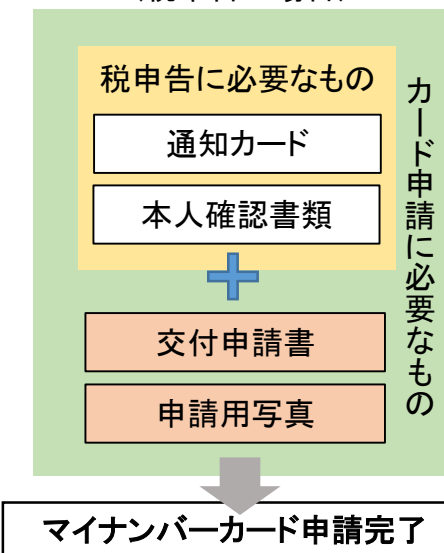 税申告に必要なもの
通知カード
本人確認書類
交付申請書
申請用写真
カード申請に必要なもの
マイナンバーカード申請完了